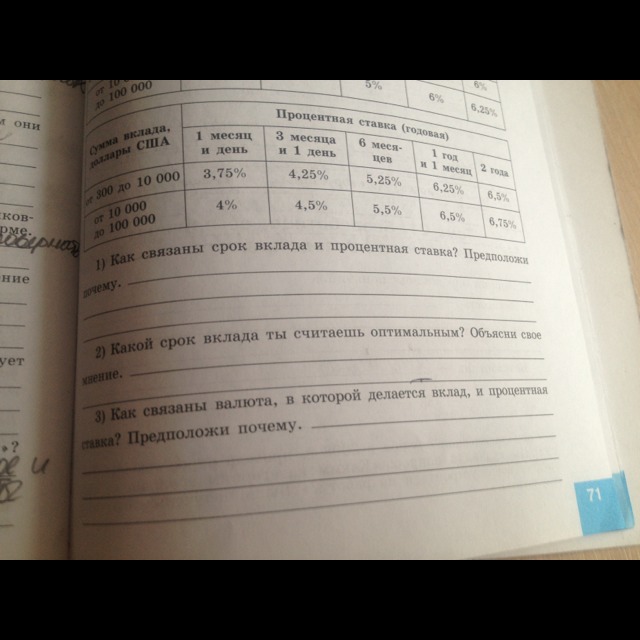 от 10 0
до 100 000
5%
6%
6%
6,25%
Сумма вклада, доллары США
Процентная ставка (годовая)
1 месяц и день
3 месяца и 1 день
6 меся-
цев
1 год и 1 месяц
2 года
от 300 до 10 000
3,75%
4,25%
5,25%
6,25%
6,5%
от 10 000
до 100 000
4%
4,5%
5,5%
6,5%
6,75%
1) Как связаны срок вклада и процентная ставка? Предположи
почему.
2) Какой срок вклада ты считаешь оптимальным? Объясни свое
мнение.
3) Как связаны валюта, в которой делается вклад, и процентная
ставка? Предположи почему.
71